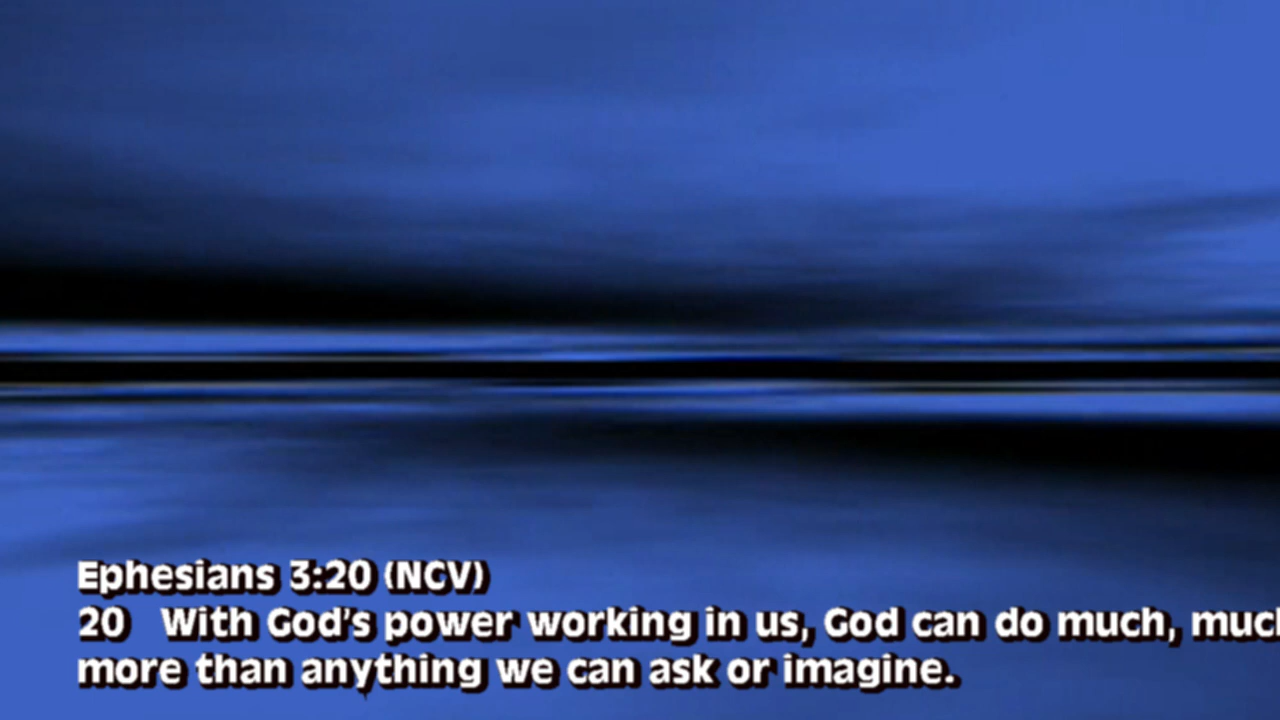 Ephesians 3:20 (NCV)
20 With God's power working in us, God can do much, much
more than anything we can ask or imagine.